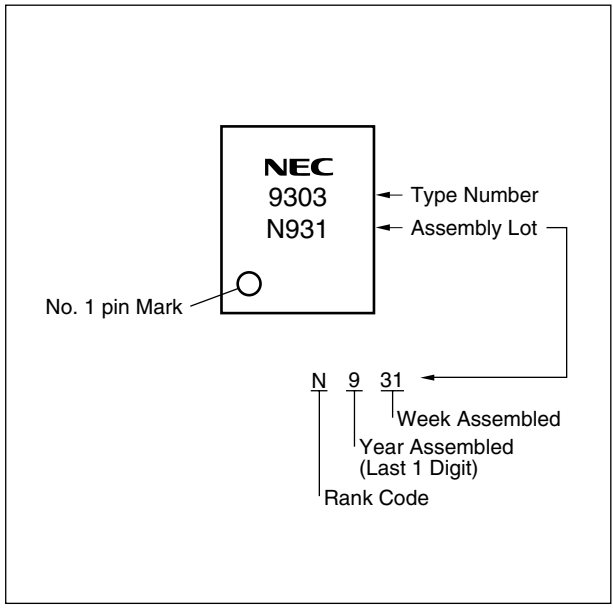 NEC
9303
N931
Type Number
Assembly Lot
No. 1 pin Mark
N 9 31
Week Assembled
Year Assembled
(Last 1 Digit)
Rank Code